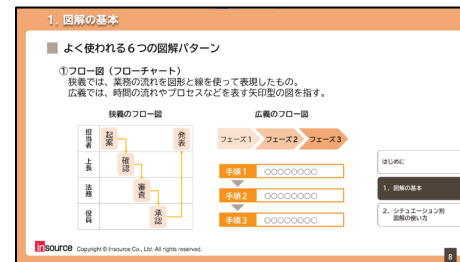 1. 図解の基本
よく使われる6つの図解パターン
①フロー図（フローチャート）
狭義では、業務の流れを図形と線を使って表現したもの。
広義では、時間の流れやプロセスなどを表す矢印型の図を指す。
狭義のフロー図
担当者
起案
発表
上長
確認
法務
審査
役員
承認
広義のフロー図
フェーズ1
フェーズ2
フェーズ3
手順1
○○○○○○○○
手順2
○○○○○○○○
手順3
○○○○○○○○
はじめに
1. 図解の基本
2. シチュエーション別
図解の使い方
insource Copyright © Insource Co., Ltd. All rights reserved.
8